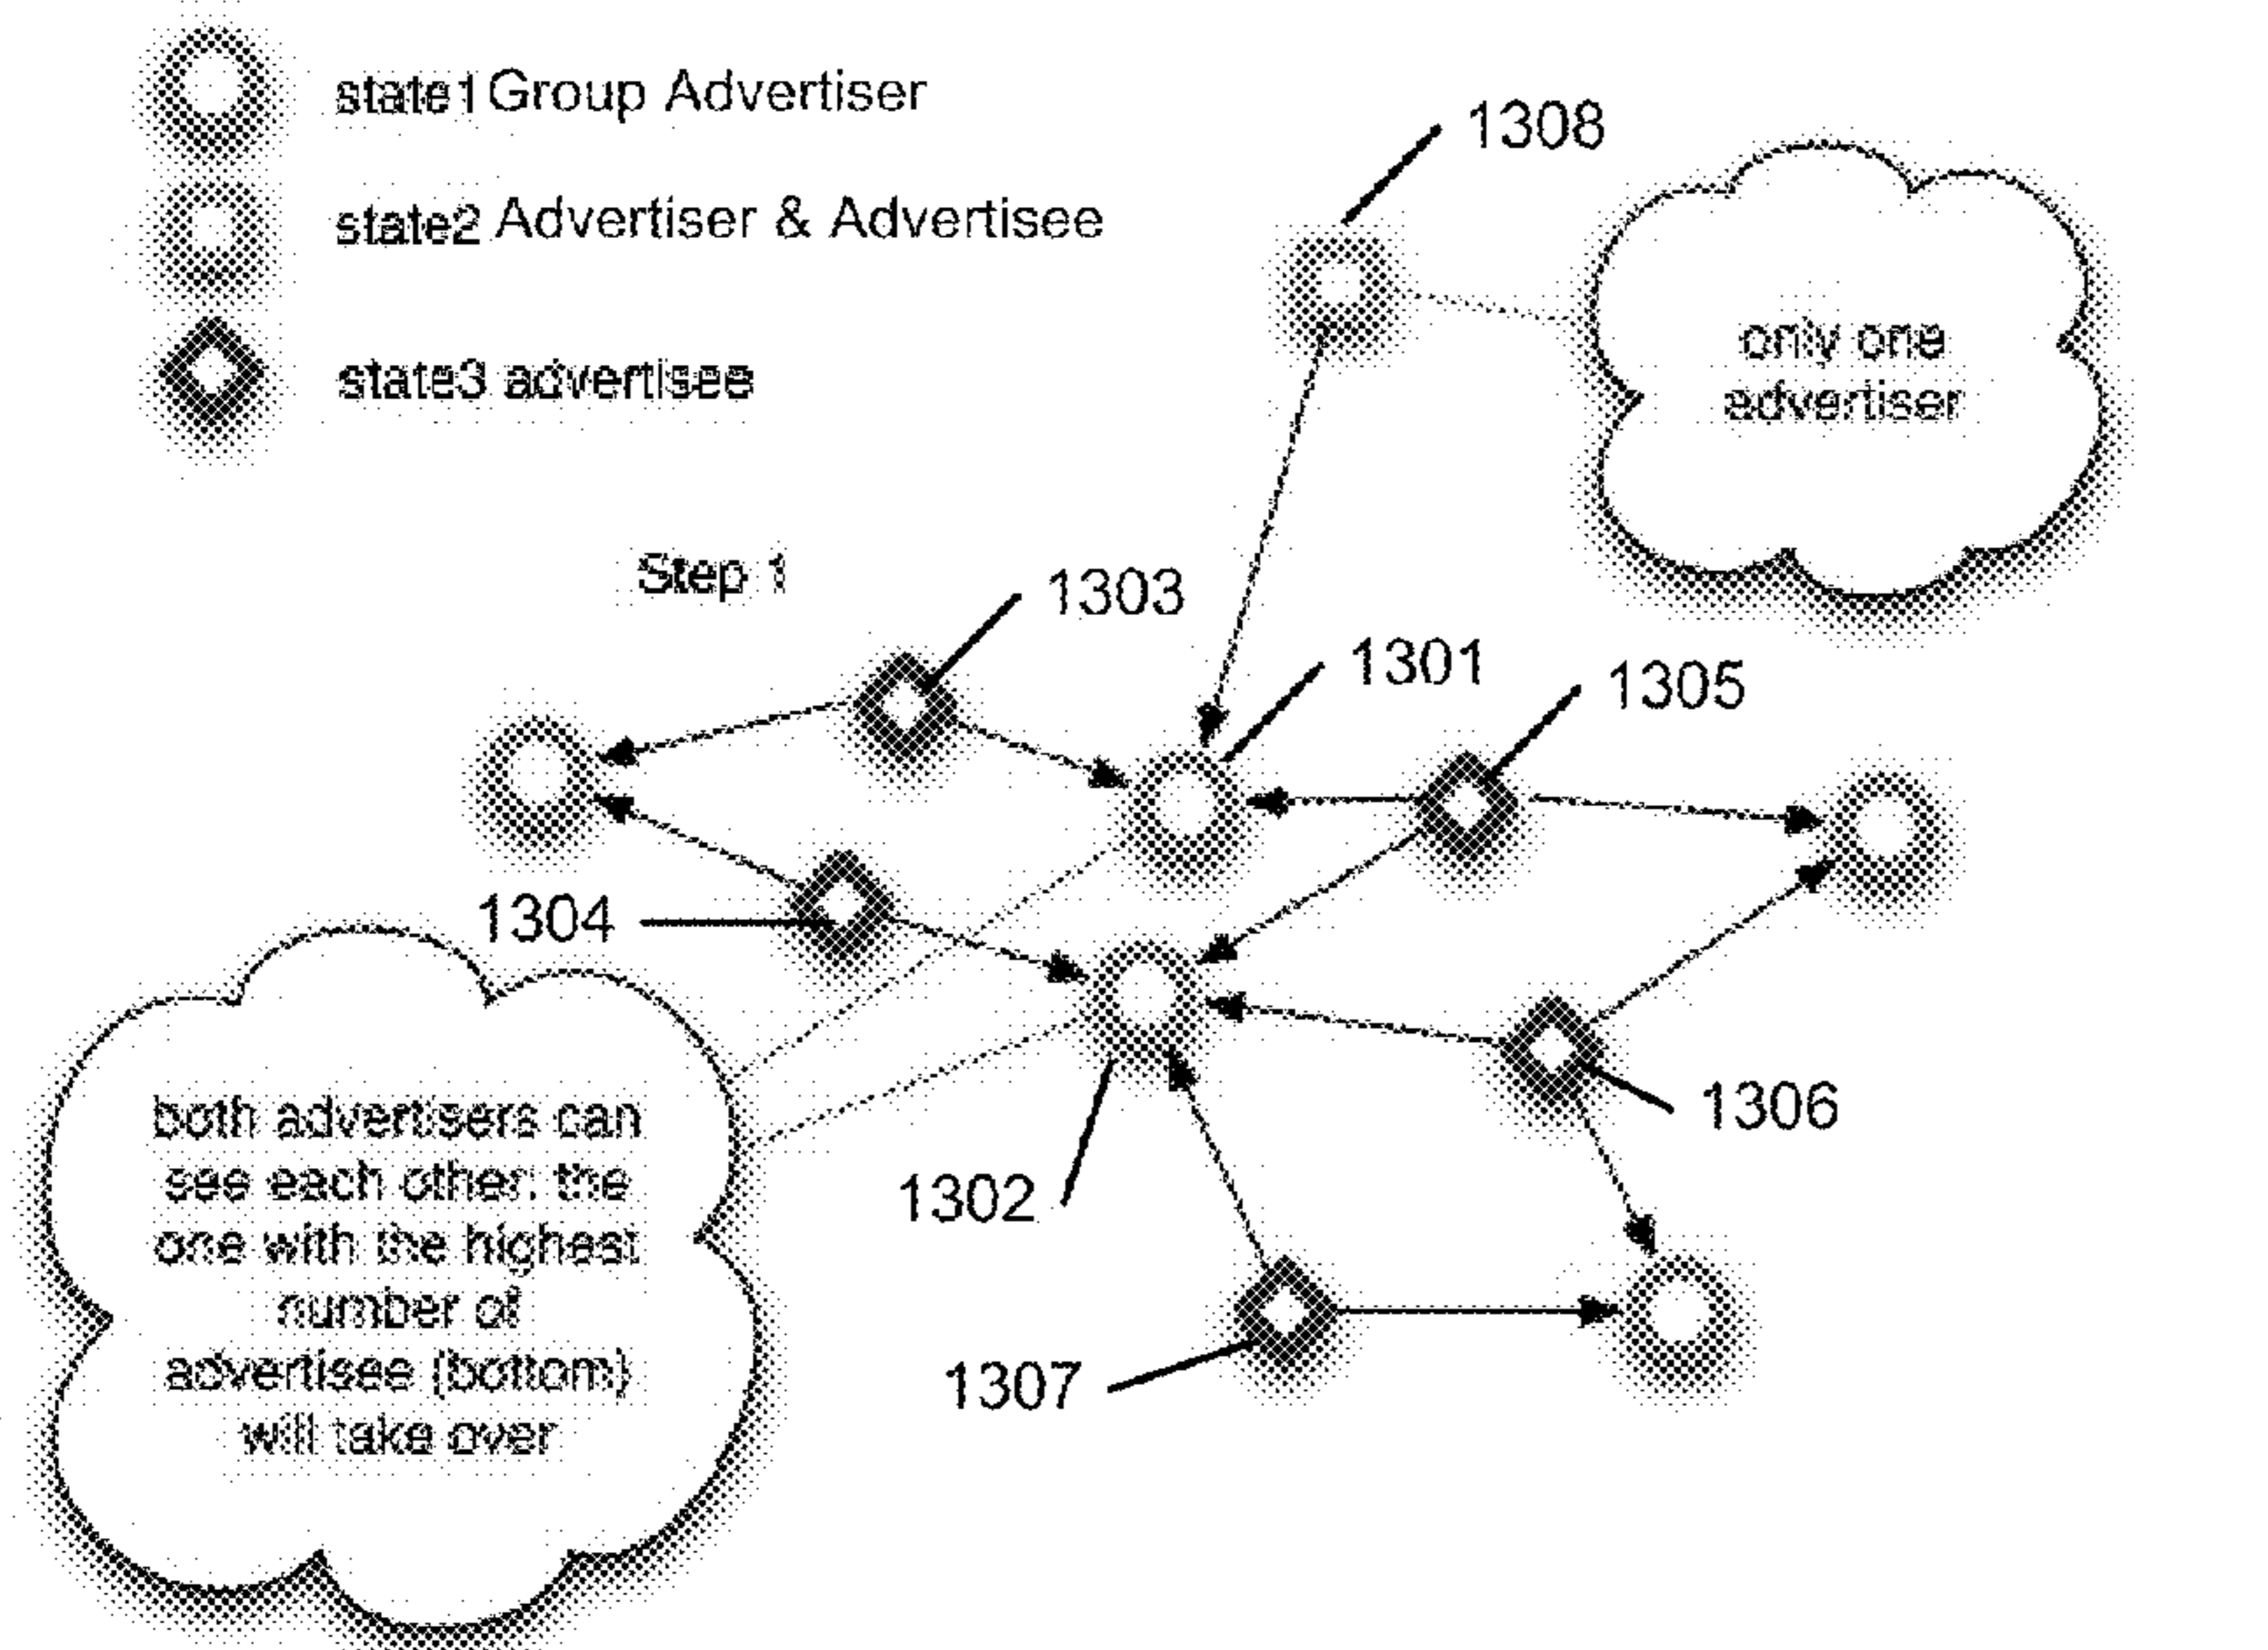 state1 Group Advertiser
state2 Advertiser & Advertisee
state3 advertisee
1308
only one
advertiser
Step 1
1303
1301
1305
1304
1306
1302
1307
both advertisers can
see each other: the
one with the highest
number of
advertisee (bottom)
will take over